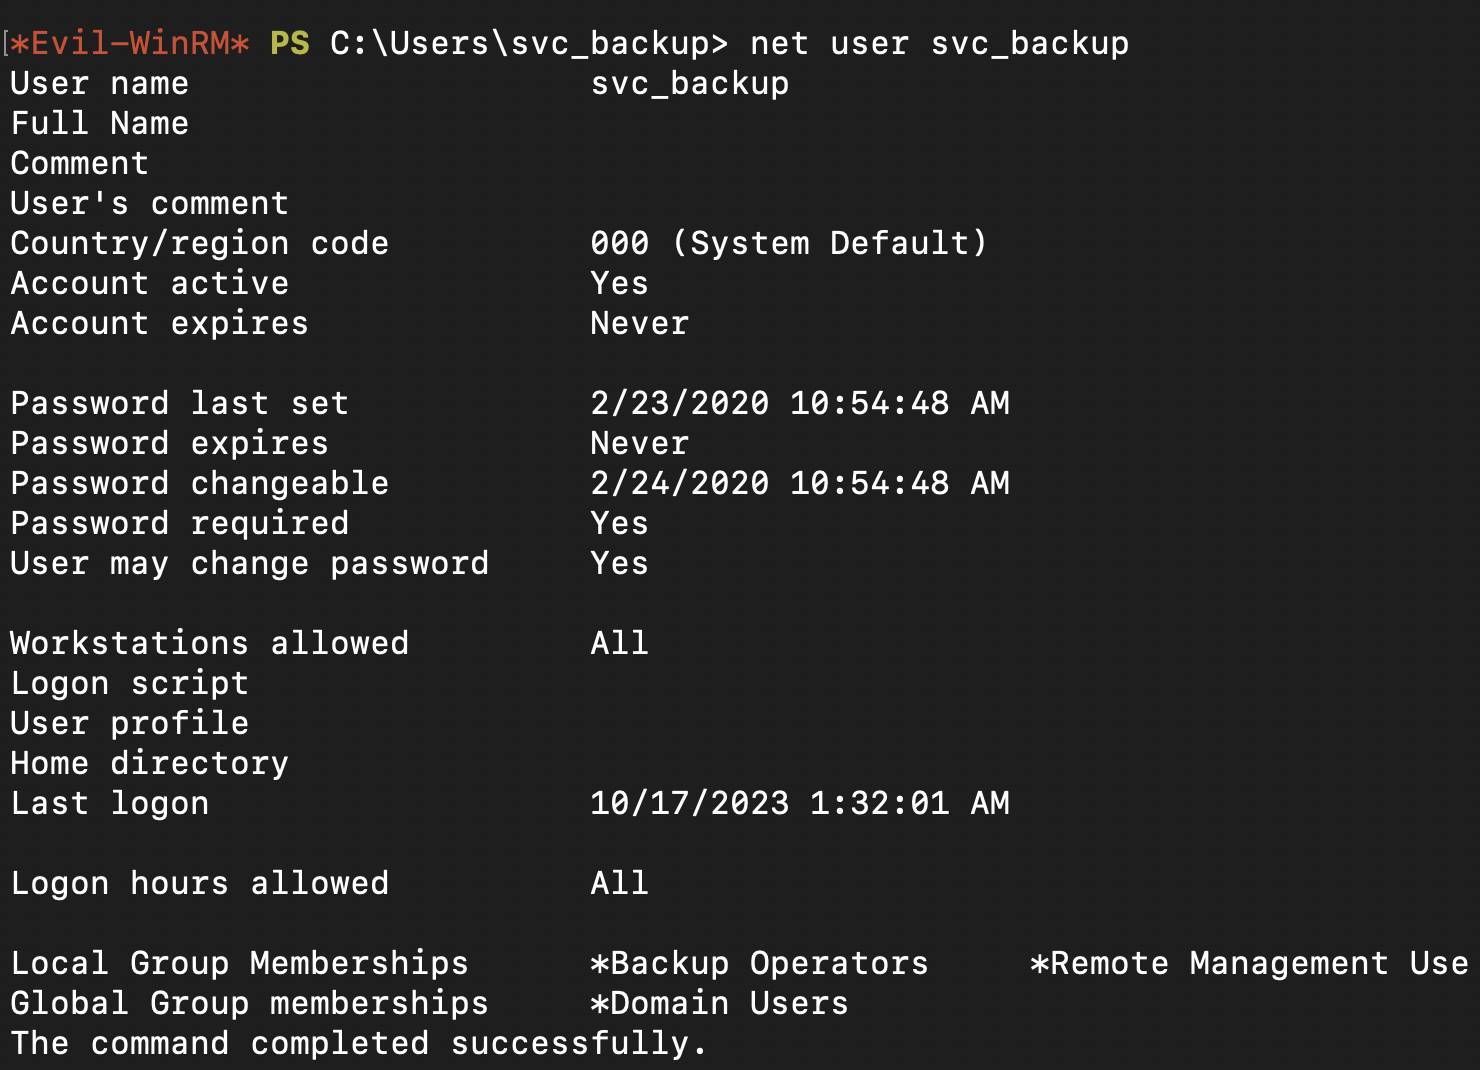 *Evil-WinRM* PS C:\Users\svc_backup> net user svc_backup
User name                    svc_backup
Full Name
Comment
User's comment
Country/region code          000 (System Default)
Account active               Yes
Account expires              Never

Password last set            2/23/2020 10:54:48 AM
Password expires             Never
Password changeable          2/24/2020 10:54:48 AM
Password required            Yes
User may change password     Yes

Workstations allowed         All
Logon script
User profile
Home directory
Last logon                   10/17/2023 1:32:01 AM

Logon hours allowed          All

Local Group Memberships      *Backup Operators     *Remote Management Use
Global Group memberships     *Domain Users
The command completed successfully.